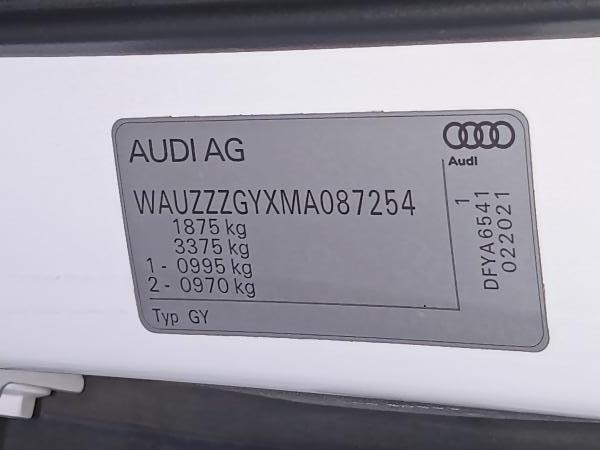 AUDI AG
Audi
WAUZZZGYXMA087254
1875 kg
3375 kg
1 - 0995 kg
2 - 0970 kg
Typ GY
1
DFYA6541
022021